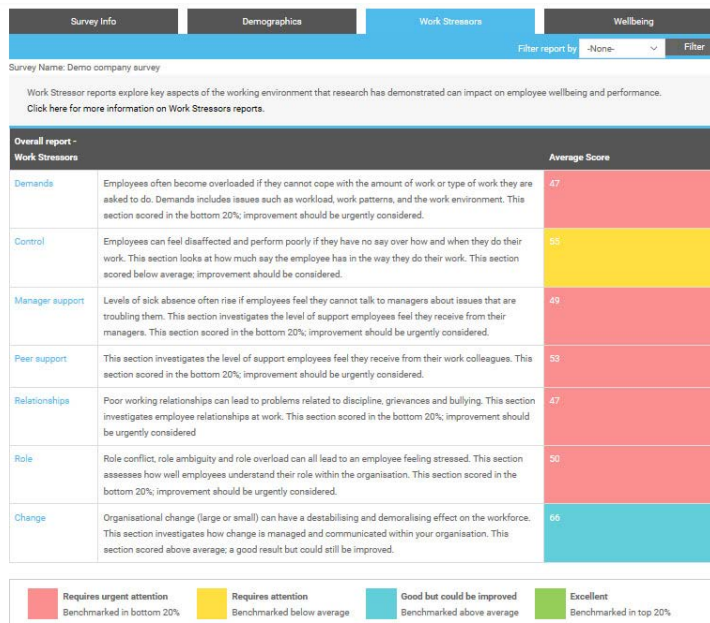 Survey Info
Demographics
Work Stressors
Wellbeing
Filter report by -None- Filter
Survey Name: Demo company survey
Work Stressor reports explore key aspects of the working environment that research has demonstrated can impact on employee wellbeing and performance.
Click here for more information on Work Stressors reports.
Overall report -
Work Stressors
Average Score
Demands
Employees often become overloaded if they cannot cope with the amount of work or type of work they are
asked to do. Demands includes issues such as workload, work patterns, and the work environment. This
section scored in the bottom 20%; improvement should be urgently considered.
47
Control
Employees can feel disaffected and perform poorly if they have no say over how and when they do their
work. This section looks at how much say the employee has in the way they do their work. This section
scored below average; improvement should be considered.
55
Manager support
Levels of sick absence often rise if employees feel they cannot talk to managers about issues that are
troubling them. This section investigates the level of support employees feel they receive from their
managers. This section scored in the bottom 20%; improvement should be urgently considered.
49
Peer support
This section investigates the level of support employees feel they receive from their work colleagues. This
section scored in the bottom 20%; improvement should be urgently considered.
53
Relationships
Poor working relationships can lead to problems related to discipline, grievances and bullying. This section
investigates employee relationships at work. This section scored in the bottom 20%; improvement should
be urgently considered
47
Role
Role conflict, role ambiguity and role overload can all lead to an employee feeling stressed. This section
assesses how well employees understand their role within the organisation. This section scored in the
bottom 20%; improvement should be urgently considered.
50
Change
Organisational change (large or small) can have a destabilising and demoralising effect on the workforce.
This section investigates how change is managed and communicated within your organisation. This
section scored above average; a good result but could still be improved.
66
Requires urgent attention
Benchmarked in bottom 20%
Requires attention
Benchmarked below average
Good but could be improved
Benchmarked above average
Excellent
Benchmarked in top 20%